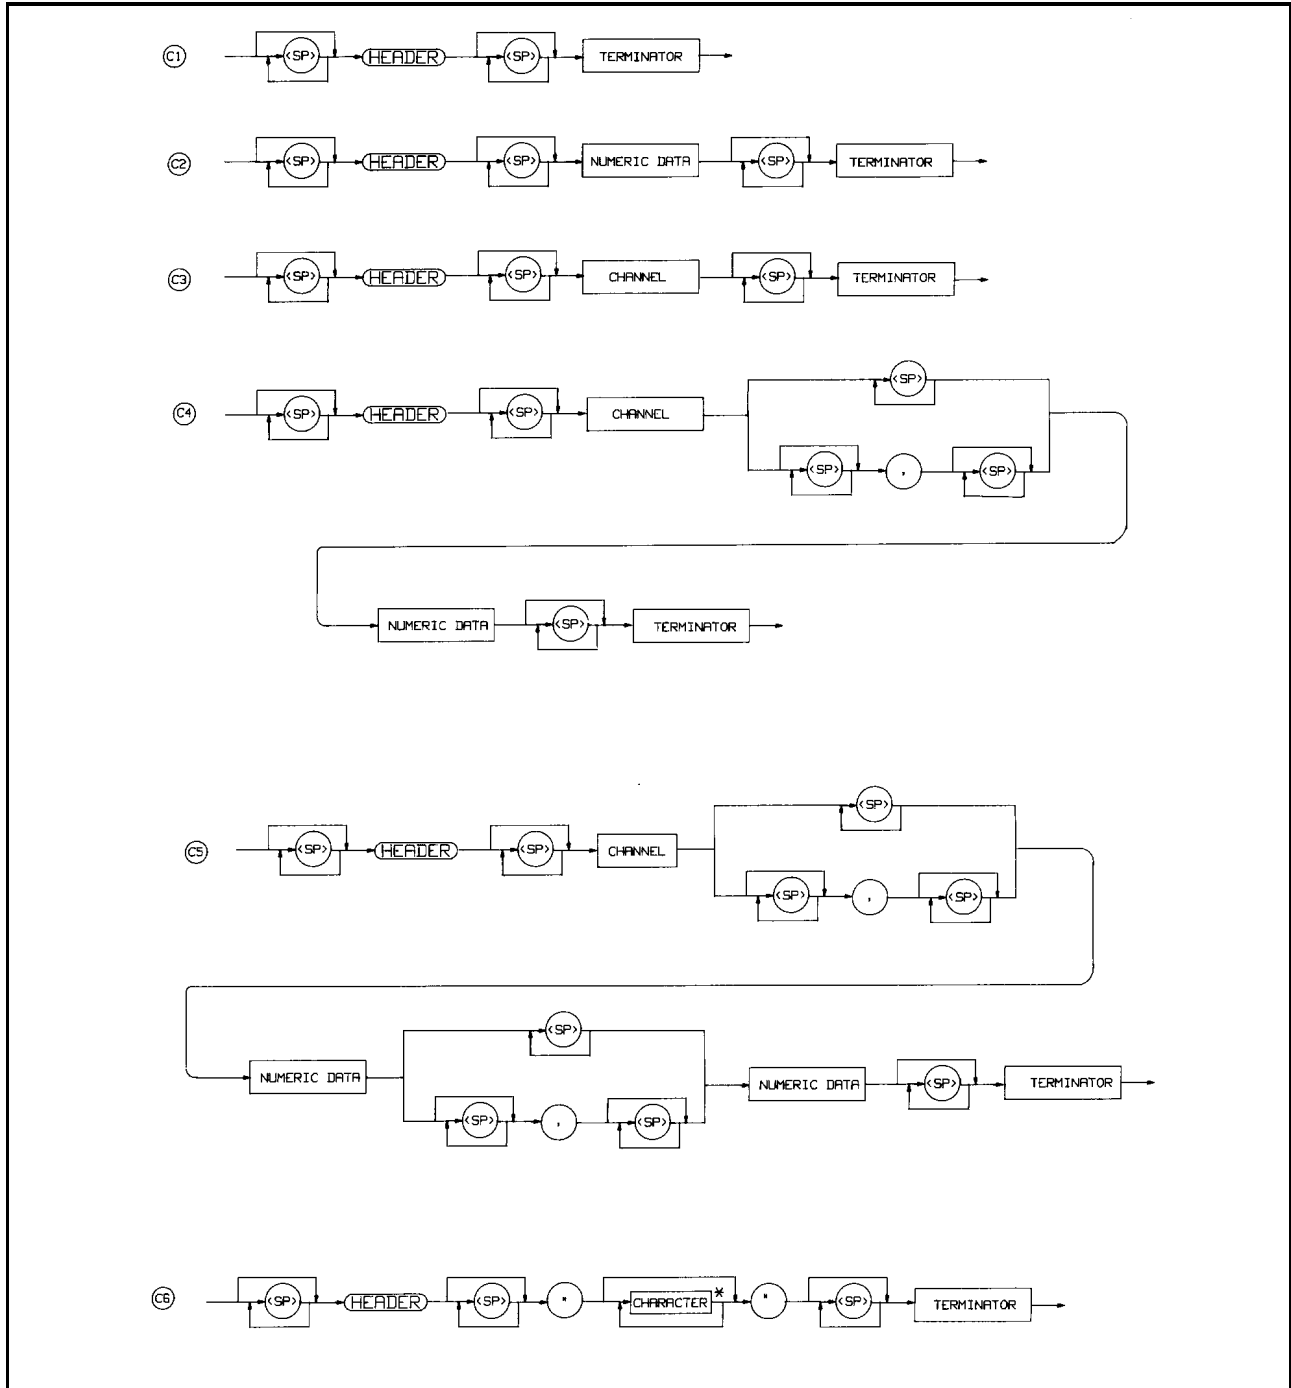 C1 <SP> HEADER <SP> TERMINATOR
C2 <SP> HEADER <SP> NUMERIC DATA <SP> TERMINATOR
C3 <SP> HEADER <SP> CHANNEL <SP> TERMINATOR
<SP>
C4 <SP> HEADER <SP> CHANNEL
<SP> , <SP>
NUMERIC DATA <SP> TERMINATOR
<SP>
C5 <SP> HEADER <SP> CHANNEL
<SP> , <SP>
<SP>
NUMERIC DATA NUMERIC DATA <SP> TERMINATOR
<SP> , <SP>
C6 <SP> HEADER <SP> " CHARACTER * " <SP> TERMINATOR